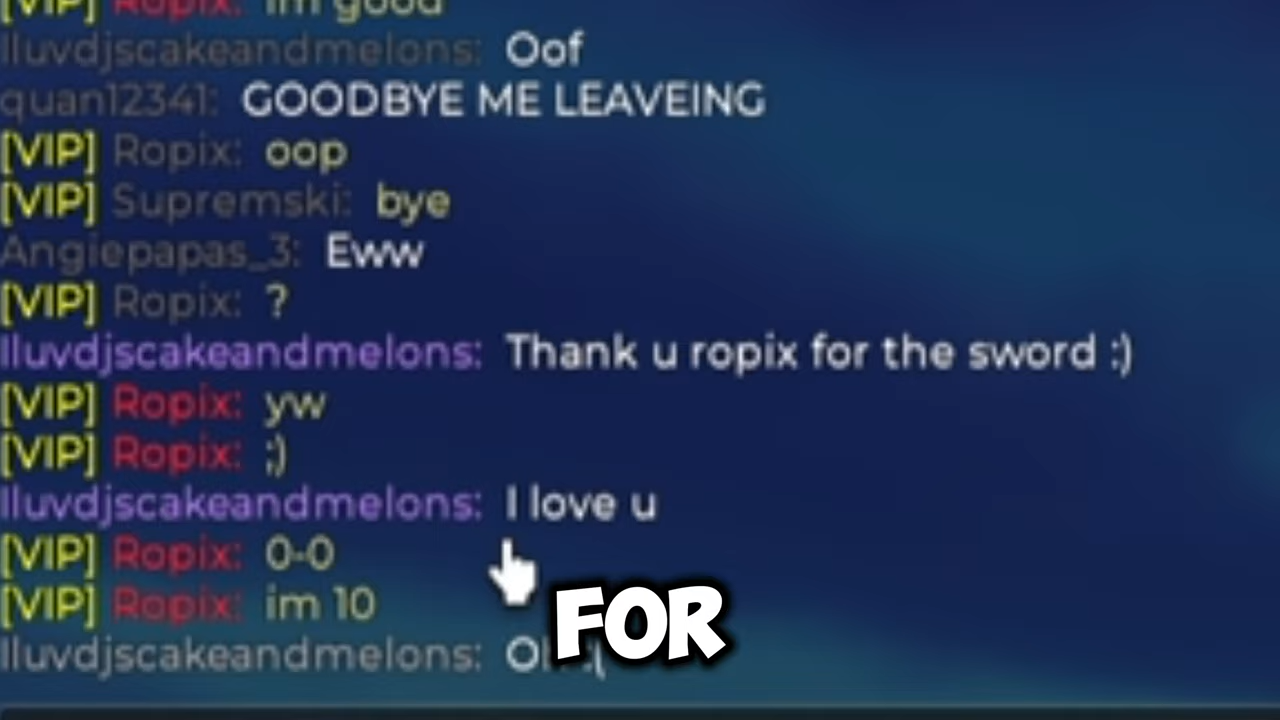 [VIP] Ropix: im good
lluvdjscakeandmelons: Oof
quan12341: GOODBYE ME LEAVEING
[VIP] Ropix: oop
[VIP] Supremski: bye
Angiepapas_3: Eww
[VIP] Ropix: ?
lluvdjscakeandmelons: Thank u ropix for the sword :)
[VIP] Ropix: yw
[VIP] Ropix: ;)
lluvdjscakeandmelons: I love u
[VIP] Ropix: 0-0
[VIP] Ropix: im 10
lluvdjscakeandmelons:
FOR